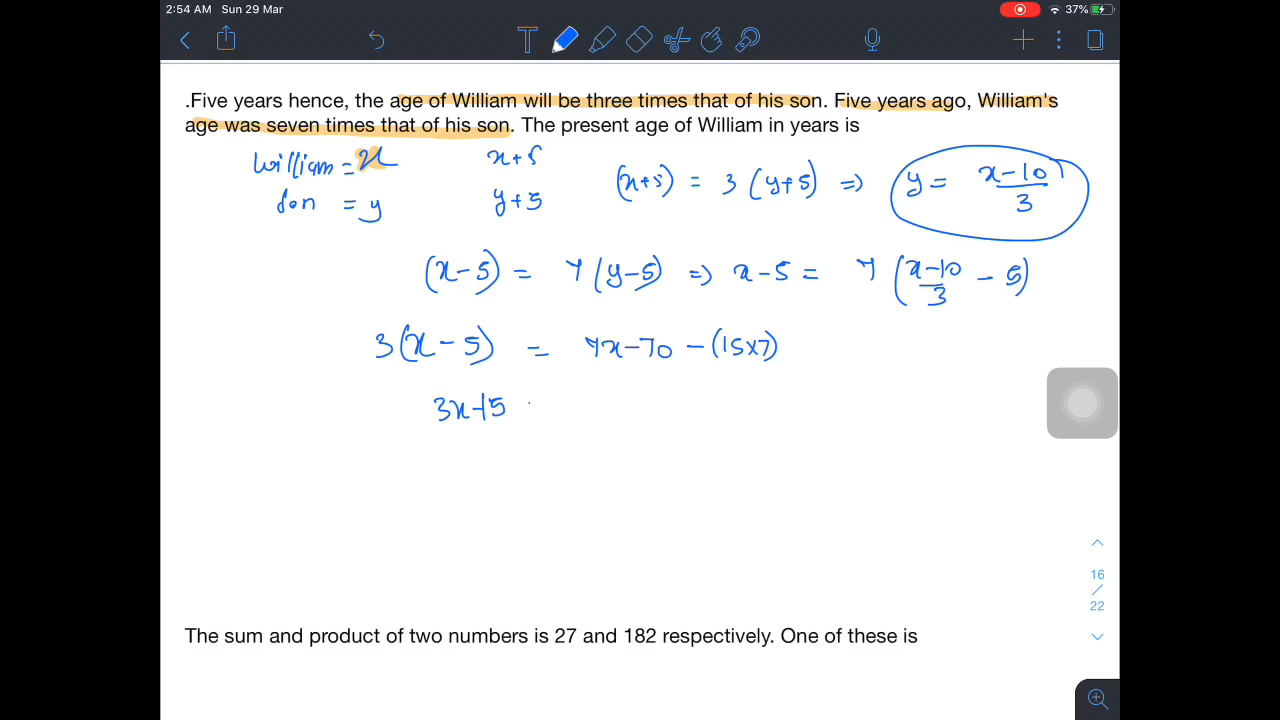 2:54 AM Sun 29 Mar 37%
.Five years hence, the age of William will be three times that of his son. Five years ago, William's
age was seven times that of his son. The present age of William in years is
William = x x+5 (x+5) = 3 (y+5) => y = x-10/3
Son = y y+5
(x-5) = 7 (y-5) => x-5 = 7 (x-10/3 - 5)
3(x-5) = 7x-70 - (15x7)
3x-15
16
/
22
The sum and product of two numbers is 27 and 182 respectively. One of these is